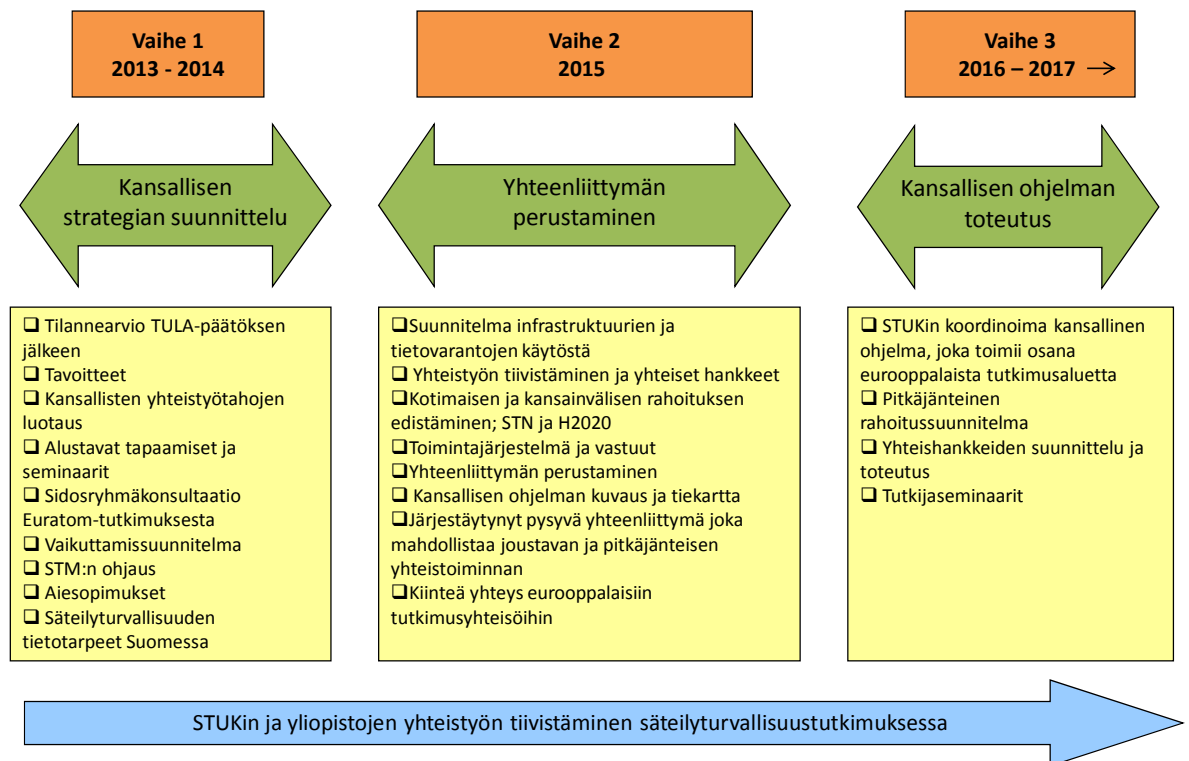 Vaihe 1
2013 - 2014
Vaihe 2
2015
Vaihe 3
2016 – 2017 →
Kansallisen
strategian suunnittelu
Yhteenliittymän
perustaminen
Kansallisen ohjelman
toteutus
❑ Tilannearvio TULA-päätöksen
jälkeen
❑ Tavoitteet
❑ Kansallisten yhteistyötahojen
luotaus
❑ Alustavat tapaamiset ja
seminaarit
❑ Sidosryhmäkonsultaatio
Euratom-tutkimuksesta
❑ Vaikuttamissuunnitelma
❑ STM:n ohjaus
❑ Aiesopimukset
❑ Säteilyturvallisuuden
tietotarpeet Suomessa
❑Suunnitelma infrastruktuurien ja
tietovarantojen käytöstä
❑ Yhteistyön tiivistäminen ja yhteiset hankkeet
❑Kotimaisen ja kansainvälisen rahoituksen
edistäminen; STN ja H2020
❑Toimintajärjestelmä ja vastuut
❑Yhteenliittymän perustaminen
❑ Kansallisen ohjelman kuvaus ja tiekartta
❑Järjestäytynyt pysyvä yhteenliittymä joka
mahdollistaa joustavan ja pitkäjänteisen
yhteistoiminnan
❑Kiinteä yhteys eurooppalaisiin
tutkimusyhteisöihin
❑ STUKin koordinoima kansallinen
ohjelma, joka toimii osana
eurooppalaista tutkimusaluetta
❑ Pitkäjänteinen
rahoitussuunnitelma
❑ Yhteishankkeiden suunnittelu ja
toteutus
❑ Tutkijaseminaarit
STUKin ja yliopistojen yhteistyön tiivistäminen säteilyturvallisuustutkimuksessa